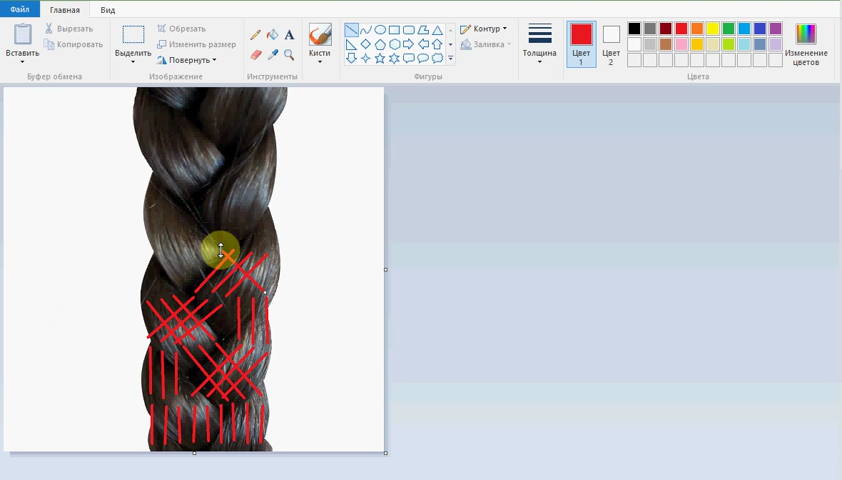 Файл Главная Вид
Вставить
Вырезать
Копировать
Буфер обмена
Выделить
Обрезать
Изменить размер
Повернуть
Изображение
A
Инструменты
Кисти
Контур
Заливка
Фигуры
Толщина
Цвет
1
Цвет
2
Изменение
цветов
Цвета